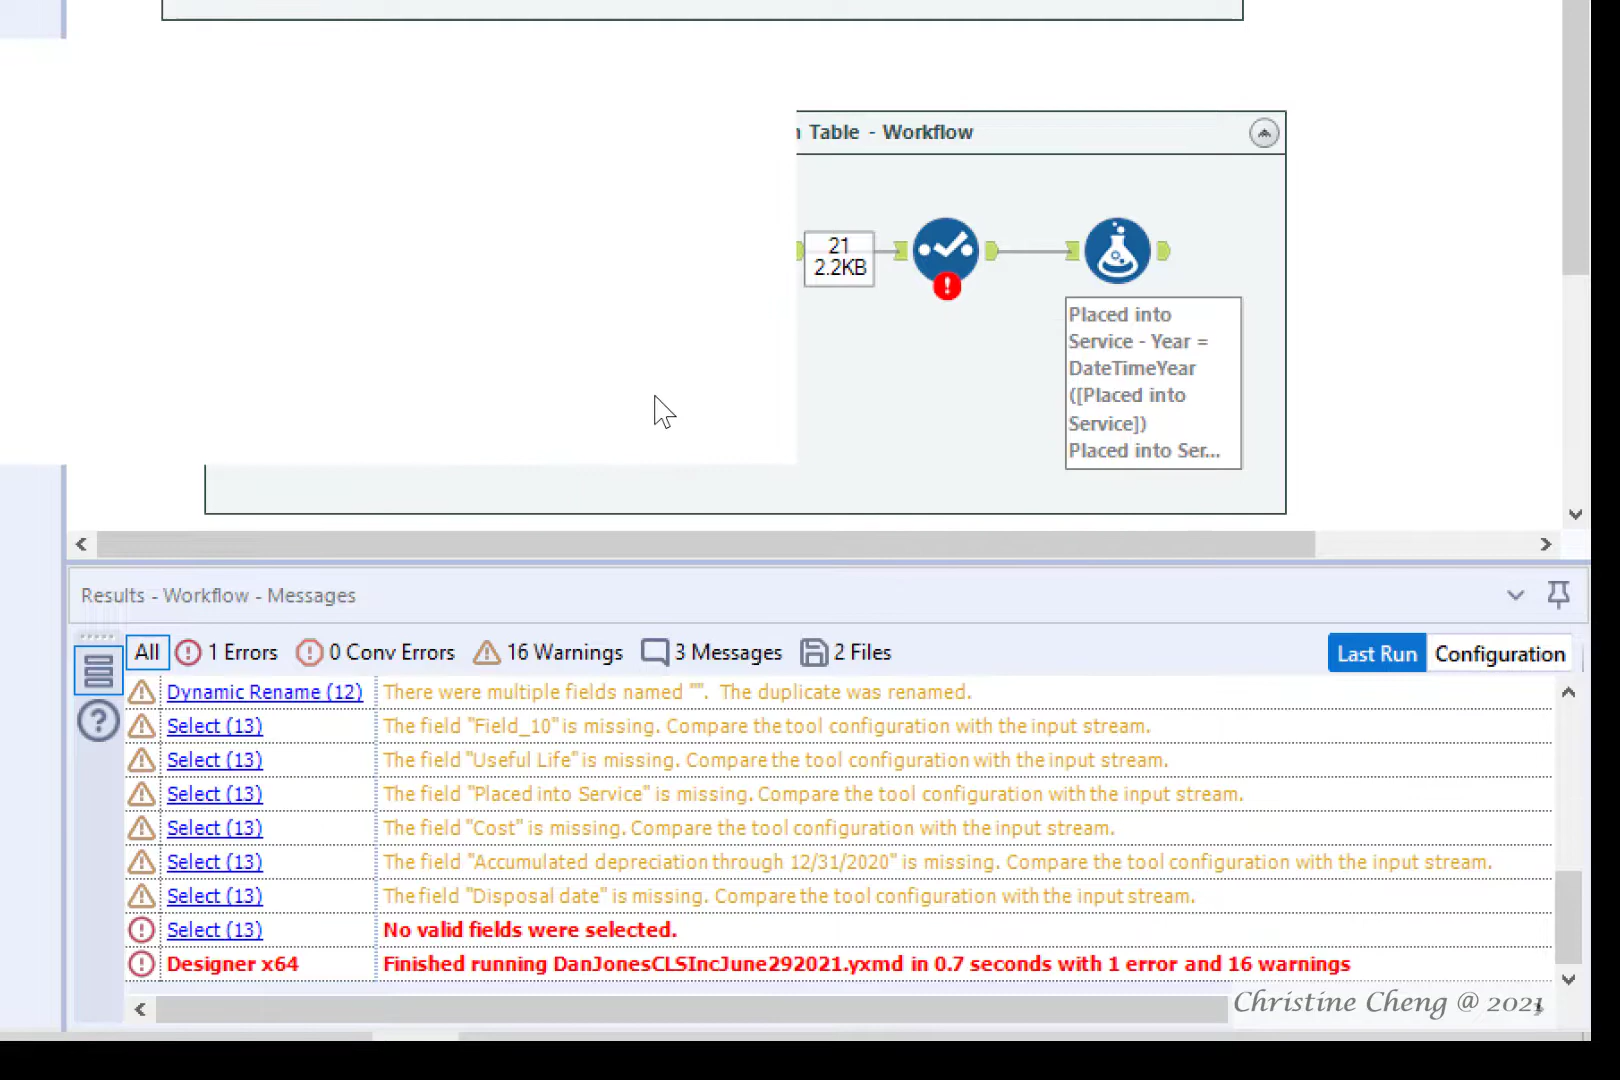 Table - Workflow
21
2.2KB
Placed into
Service - Year =
DateTimeYear
([Placed into
Service])
Placed into Ser...
Results - Workflow - Messages
All 1 Errors 0 Conv Errors 16 Warnings 3 Messages 2 Files Last Run Configuration
Dynamic Rename (12) There were multiple fields named "". The duplicate was renamed.
Select (13) The field "Field_10" is missing. Compare the tool configuration with the input stream.
Select (13) The field "Useful Life" is missing. Compare the tool configuration with the input stream.
Select (13) The field "Placed into Service" is missing. Compare the tool configuration with the input stream.
Select (13) The field "Cost" is missing. Compare the tool configuration with the input stream.
Select (13) The field "Accumulated depreciation through 12/31/2020" is missing. Compare the tool configuration with the input stream.
Select (13) The field "Disposal date" is missing. Compare the tool configuration with the input stream.
Select (13) No valid fields were selected.
Designer x64 Finished running DanJonesCLSIncJune292021.yxmd in 0.7 seconds with 1 error and 16 warnings
Christine Cheng @ 2021